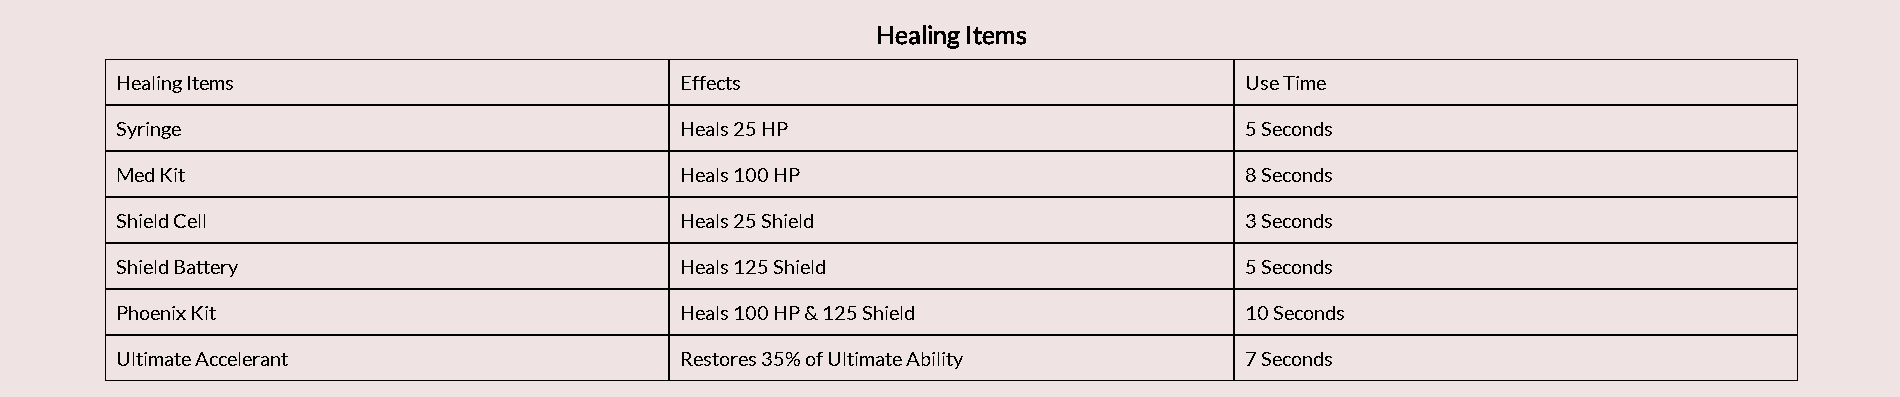 Healing Items
Healing Items Effects Use Time
Syringe Heals 25 HP 5 Seconds
Med Kit Heals 100 HP 8 Seconds
Shield Cell Heals 25 Shield 3 Seconds
Shield Battery Heals 125 Shield 5 Seconds
Phoenix Kit Heals 100 HP & 125 Shield 10 Seconds
Ultimate Accelerant Restores 35% of Ultimate Ability 7 Seconds